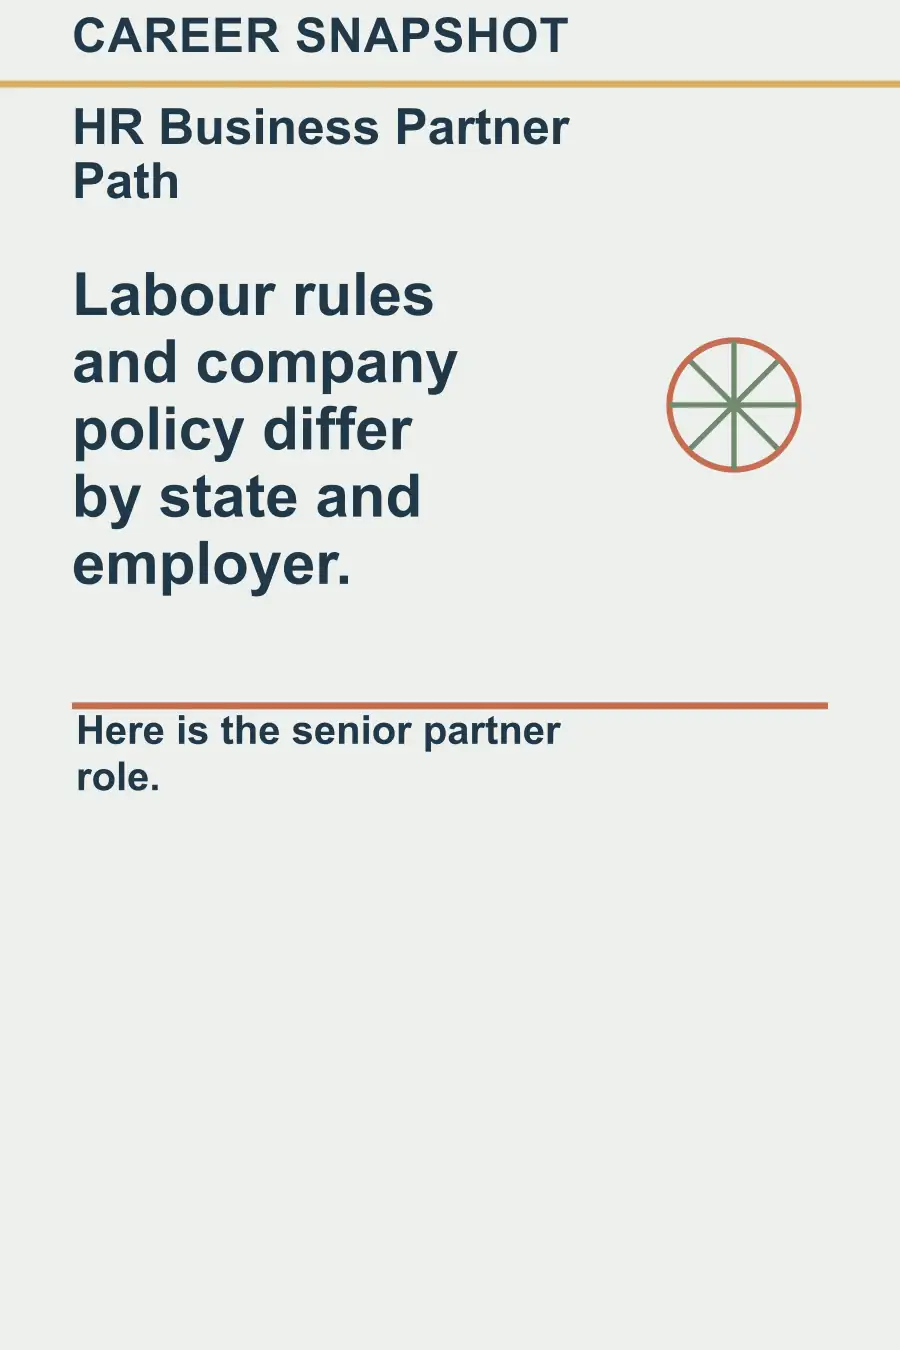 CAREER SNAPSHOT
HR Business Partner
Path
Labour rules
and company
policy differ
by state and
employer.
Here is the senior partner
role.